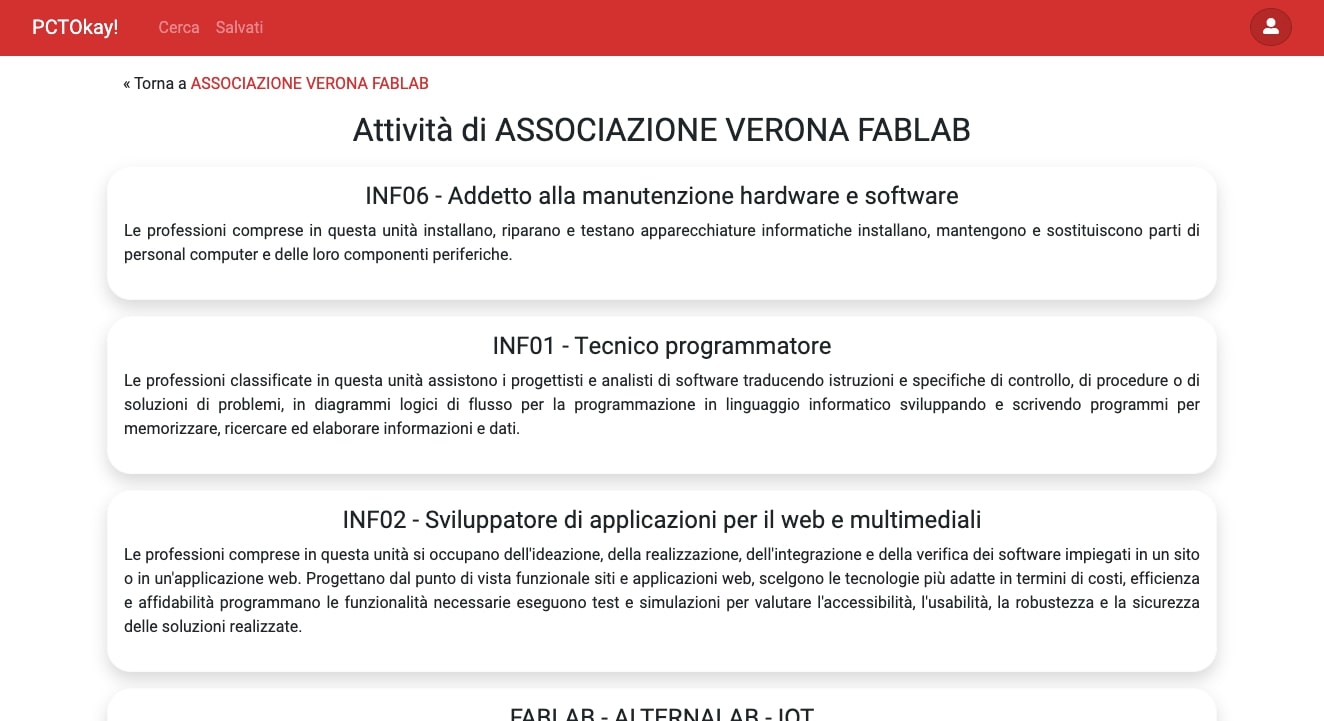 PCTOkay! Cerca Salvati
« Torna a ASSOCIAZIONE VERONA FABLAB
Attività di ASSOCIAZIONE VERONA FABLAB
INF06 - Addetto alla manutenzione hardware e software
Le professioni comprese in questa unità installano, riparano e testano apparecchiature informatiche installano, mantengono e sostituiscono parti di
personal computer e delle loro componenti periferiche.
INF01 - Tecnico programmatore
Le professioni classificate in questa unità assistono i progettisti e analisti di software traducendo istruzioni e specifiche di controllo, di procedure o di
soluzioni di problemi, in diagrammi logici di flusso per la programmazione in linguaggio informatico sviluppando e scrivendo programmi per
memorizzare, ricercare ed elaborare informazioni e dati.
INF02 - Sviluppatore di applicazioni per il web e multimediali
Le professioni comprese in questa unità si occupano dell'ideazione, della realizzazione, dell'integrazione e della verifica dei software impiegati in un sito
o in un'applicazione web. Progettano dal punto di vista funzionale siti e applicazioni web, scelgono le tecnologie più adatte in termini di costi, efficienza
e affidabilità programmano le funzionalità necessarie eseguono test e simulazioni per valutare l'accessibilità, l'usabilità, la robustezza e la sicurezza
delle soluzioni realizzate.
FABLAB - ALTERNALAB - IOT